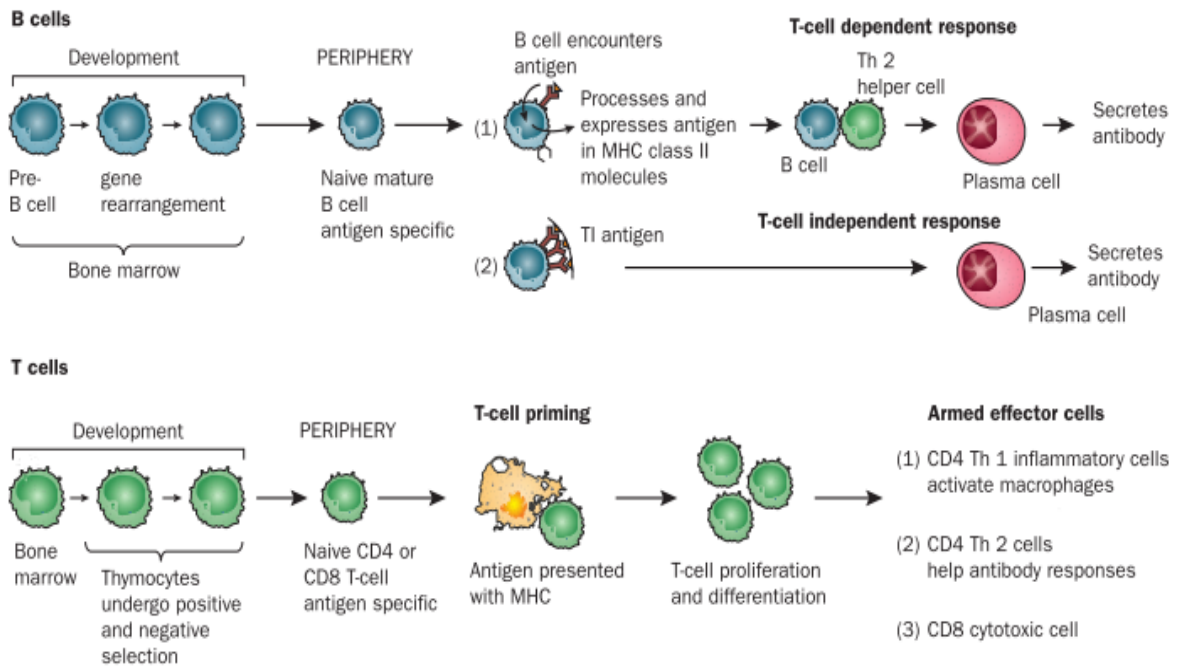 B cells
Development
Pre-
B cell
gene
rearrangement
Bone marrow
PERIPHERY
Naive mature
B cell
antigen specific
B cell encounters
antigen
(1)
Processes and
expresses antigen
in MHC class II
molecules
T-cell dependent response
Th 2
helper cell
B cell
Plasma cell
Secretes
antibody
(2)
TI antigen
T-cell independent response
Plasma cell
Secretes
antibody
T cells
Development
Bone
marrow
Thymocytes
undergo positive
and negative
selection
PERIPHERY
Naive CD4 or
CD8 T-cell
antigen specific
T-cell priming
Antigen presented
with MHC
T-cell proliferation
and differentiation
Armed effector cells
(1) CD4 Th 1 inflammatory cells
activate macrophages
(2) CD4 Th 2 cells
help antibody responses
(3) CD8 cytotoxic cell